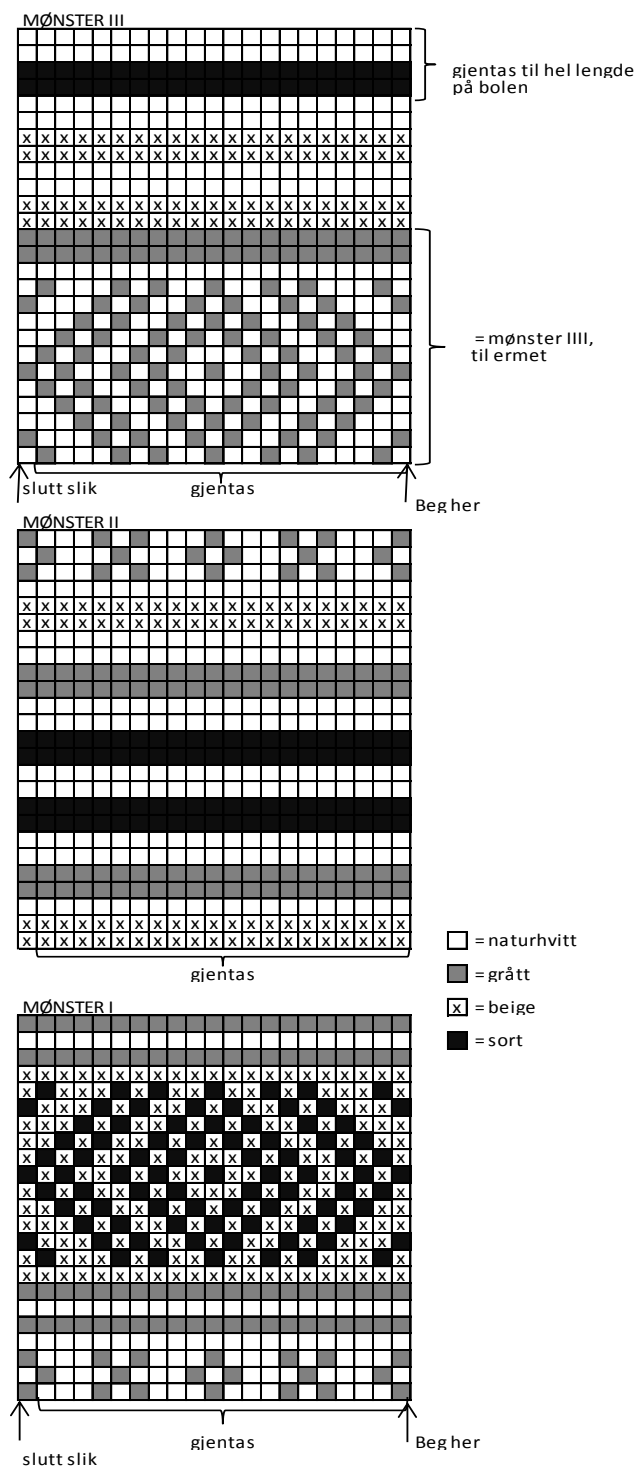 MØNSTER III
gjentas til hel lengde
på bolen
x x x x x x x x x x x x x x x x x x x x x
x x x x x x x x x x x x x x x x x x x x x
x x x x x x x x x x x x x x x x x x x x x
x x x x x x x x x x x x x x x x x x x x x
= mønster IIII,
til ermet
slutt slik
gjentas
Beg her
MØNSTER II
x x x x x x x x x x x x x x x x x x x x x
x x x x x x x x x x x x x x x x x x x x x
x x x x x x x x x x x x x x x x x x x x x
x x x x x x x x x x x x x x x x x x x x x
gjentas
= naturhvitt
= grått
x = beige
= sort
MØNSTER I
x x x x x x x x x x x x x x x x x x x x x
x x x x x x x x x x x x x x x x x x x x x
gjentas
slutt slik
Beg her